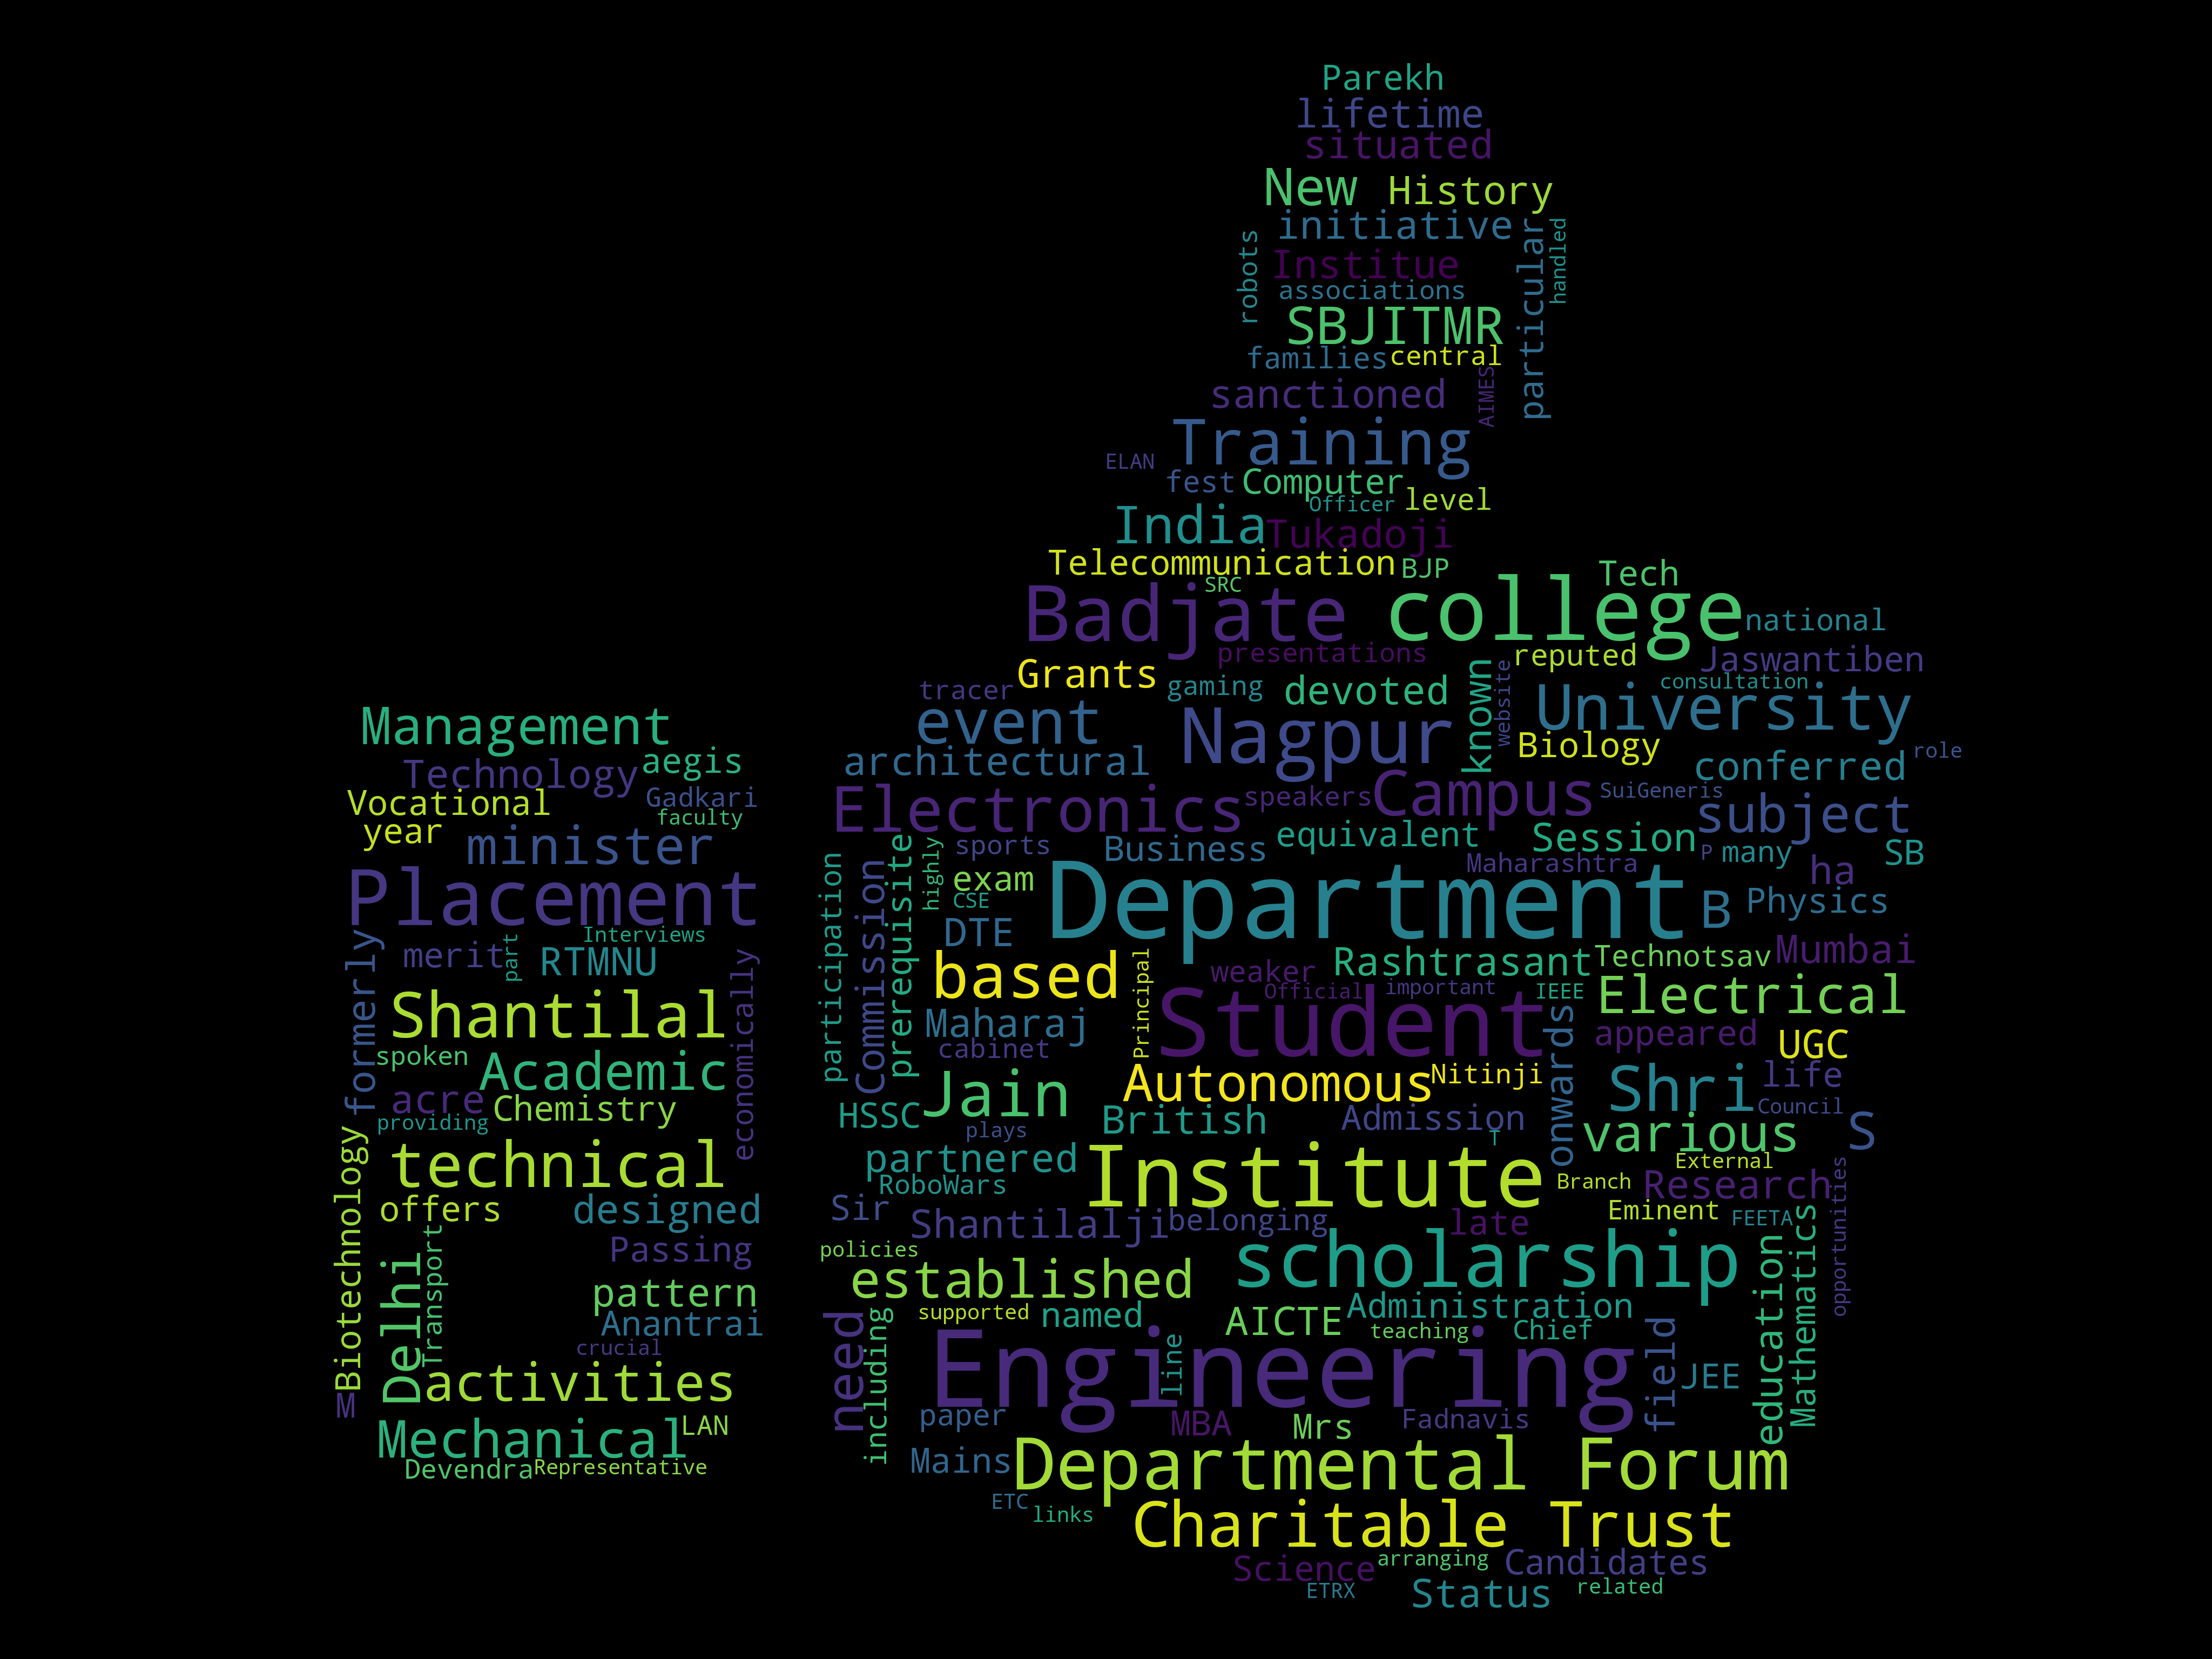 Parekh
lifetime
situated
New History
initiative
particular
handled
robots
Institue
associations
SBJITMR
families central
sanctioned
AIMES
Training
ELAN
fest Computer
Officer level
India Tukadoji
Telecommunication BJP
SRC
Tech
Badjate college
national
presentations
reputed Jaswantiben
Grants
tracer
gaming
devoted
known
website
consultation
University
event
Nagpur
Biology
role
architectural
conferred
Electronics
speakers
Campus
SuiGeneris
subject
Management
Technology
aegis
Vocational
Gadkari
faculty
year
minister
Placement
Interviews
formerly
merit
part
RTMNU
economically
Shantilal
spoken
Academic
acre
Chemistry
providing
technical
Biotechnology
offers
designed
Transport
Passing
Delhi
pattern
Anantrai
crucial
M
activities
Mechanical
LAN
Devendra
Representative
participation
Commission
prerequisite
highly
sports
Business
equivalent
Session
P
many
SB
exam
CSE
Maharashtra
ha
Department
B
Physics
DTE
based
Principal
weaker
Rashtrasant
Technotsav
Mumbai
Official
important
IEEE
Electrical
Maharaj
Student
onwards
appeared
UGC
cabinet
Jain
Autonomous
Nitinji
Shri
life
Council
HSSC
plays
British
Admission
T
various
S
partnered
Institute
External
RoboWars
Branch
Research
opportunities
Sir
Shantilalji
belonging
late
Eminent
FEETA
Mathematics
policies
established
scholarship
education
need
including
supported
named
AICTE
Administration
teaching
Chief
Engineering
line
field
JEE
paper
MBA
Mrs
Fadnavis
Mains
Departmental Forum
ETC
links
Charitable Trust
Science
arranging
Candidates
ETRX
Status
related